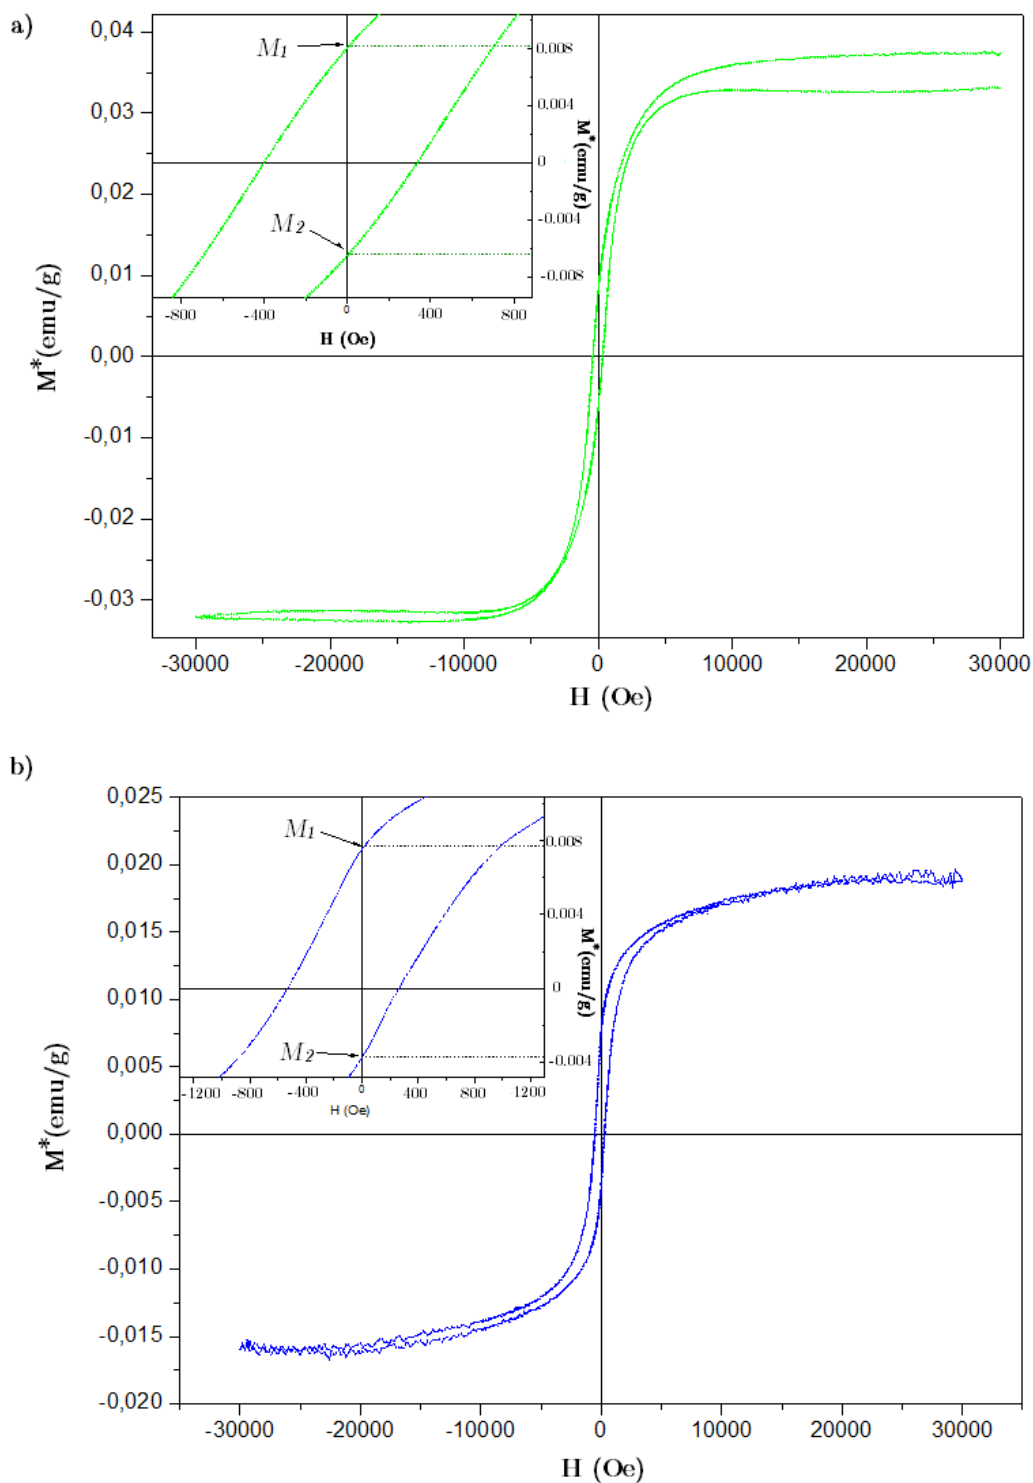 a)
0,04
0,03
0,02
0,01
0,00
-0,01
-0,02
-0,03
M*(emu/g)
-30000 -20000 -10000 0 10000 20000 30000
H (Oe)
M1
M2
0.008
0.004
0
-0.004
-0.008
M*(emu/g)
-800 -400 0 400 800
H (Oe)
b)
0,025
0,020
0,015
0,010
0,005
0,000
-0,005
-0,010
-0,015
-0,020
M*(emu/g)
-30000 -20000 -10000 0 10000 20000 30000
H (Oe)
M1
M2
0.008
0.004
0
-0.004
M*(emu/g)
-1200 -800 -400 0 400 800 1200
H (Oe)